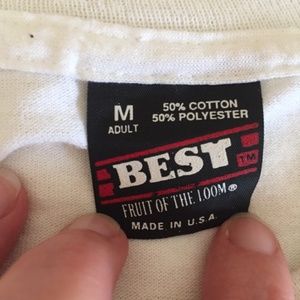 M
ADULT
50% COTTON
50% POLYESTER
BEST
TM
FRUIT OF THE LOOM®
MADE IN U.S.A.